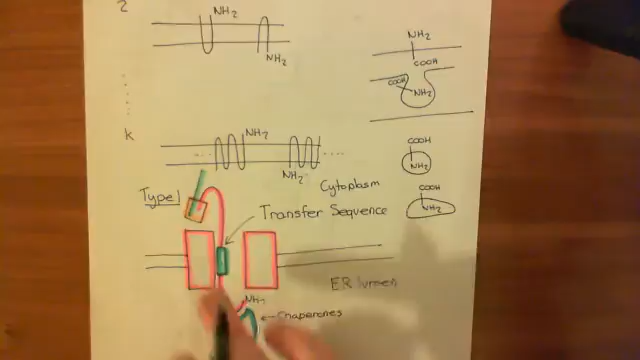 2
NH2
NH2
NH2
COOH
COOH
NH2
k
NH2
NH2
COOH
NH2
COOH
NH2
Type 1
Cytoplasm
Transfer Sequence
ER lumen
NH2
Chaperones